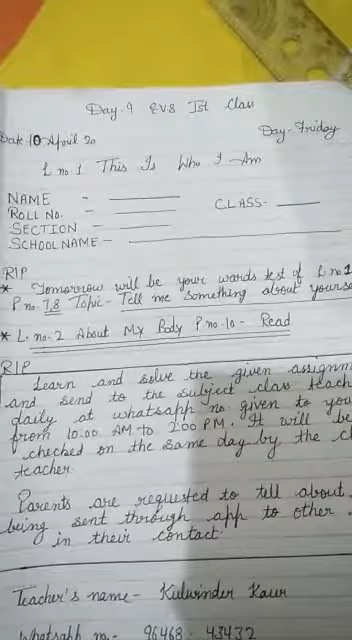 Day-9 E.V.S Ist Class
Date 10 April 20 Day-Friday
L no.1 This Is Who I Am
NAME -
CLASS-
ROLL NO. -
SECTION -
SCHOOL NAME -
RIP
* Tomorrow will be your words test of L no 1
P no. 7,8 Topic - Tell me something about yourse
* L. no. 2 About My Body P no. 10 - Read
RIP
Learn and solve the given assignm
and send to the subject class teach
daily at whatsapp no given to you
from 10:00 AM to 2:00 PM. It will be
checked on the same day by the cl
teacher.
Parents are requested to tell about
being sent through app to other
in their contact.
Teacher's name - Kulwinder Kaur
Whatsapp no - 96468 - 43432